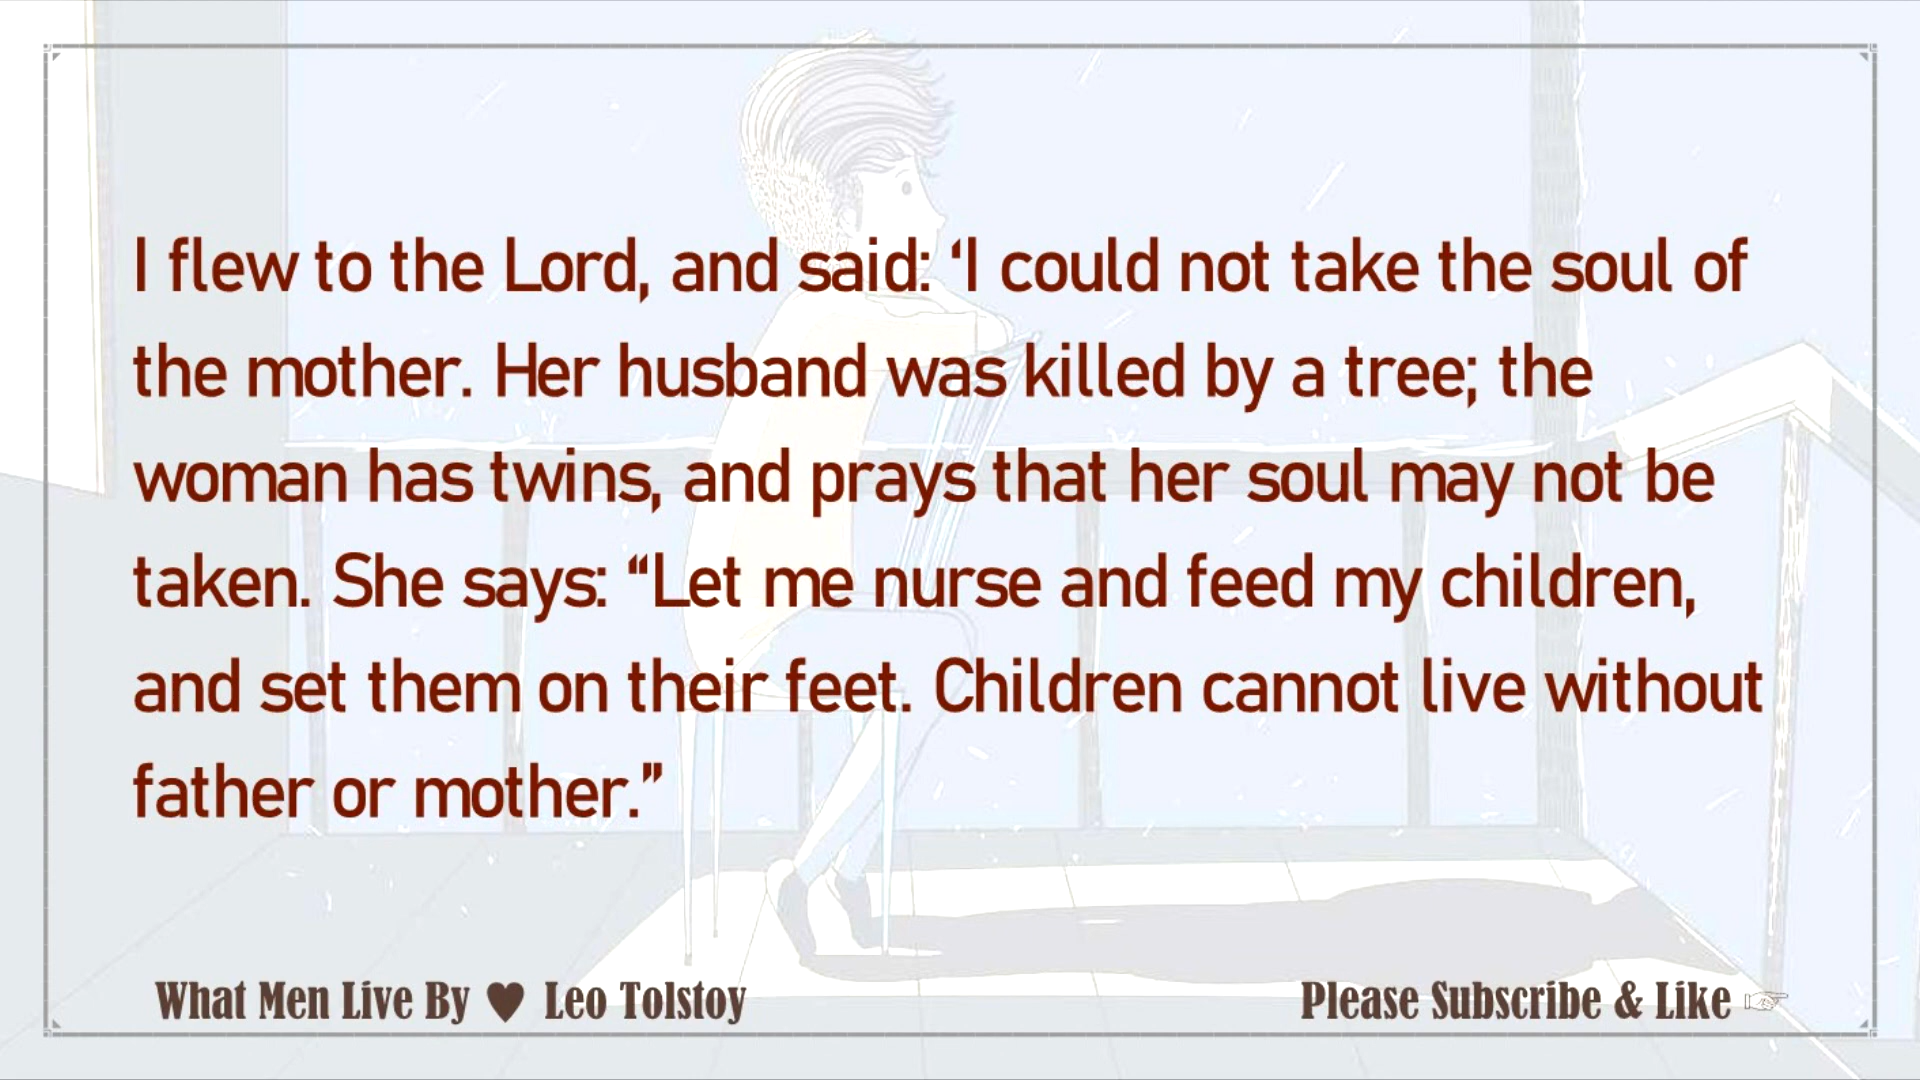 I flew to the Lord, and said: ‘I could not take the soul of
the mother. Her husband was killed by a tree; the
woman has twins, and prays that her soul may not be
taken. She says: “Let me nurse and feed my children,
and set them on their feet. Children cannot live without
father or mother.”
What Men Live By ♥ Leo Tolstoy
Please Subscribe & Like ☞